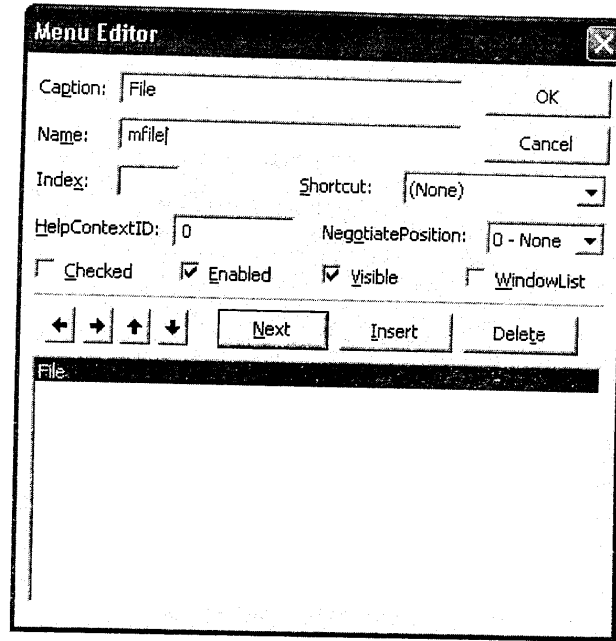 Menu Editor
Caption: File
OK
Name: mfile
Cancel
Index:
Shortcut: (None)
HelpContextID: 0
NegotiatePosition: 0 - None
Checked
Enabled
Visible
WindowList
Next
Insert
Delete
File